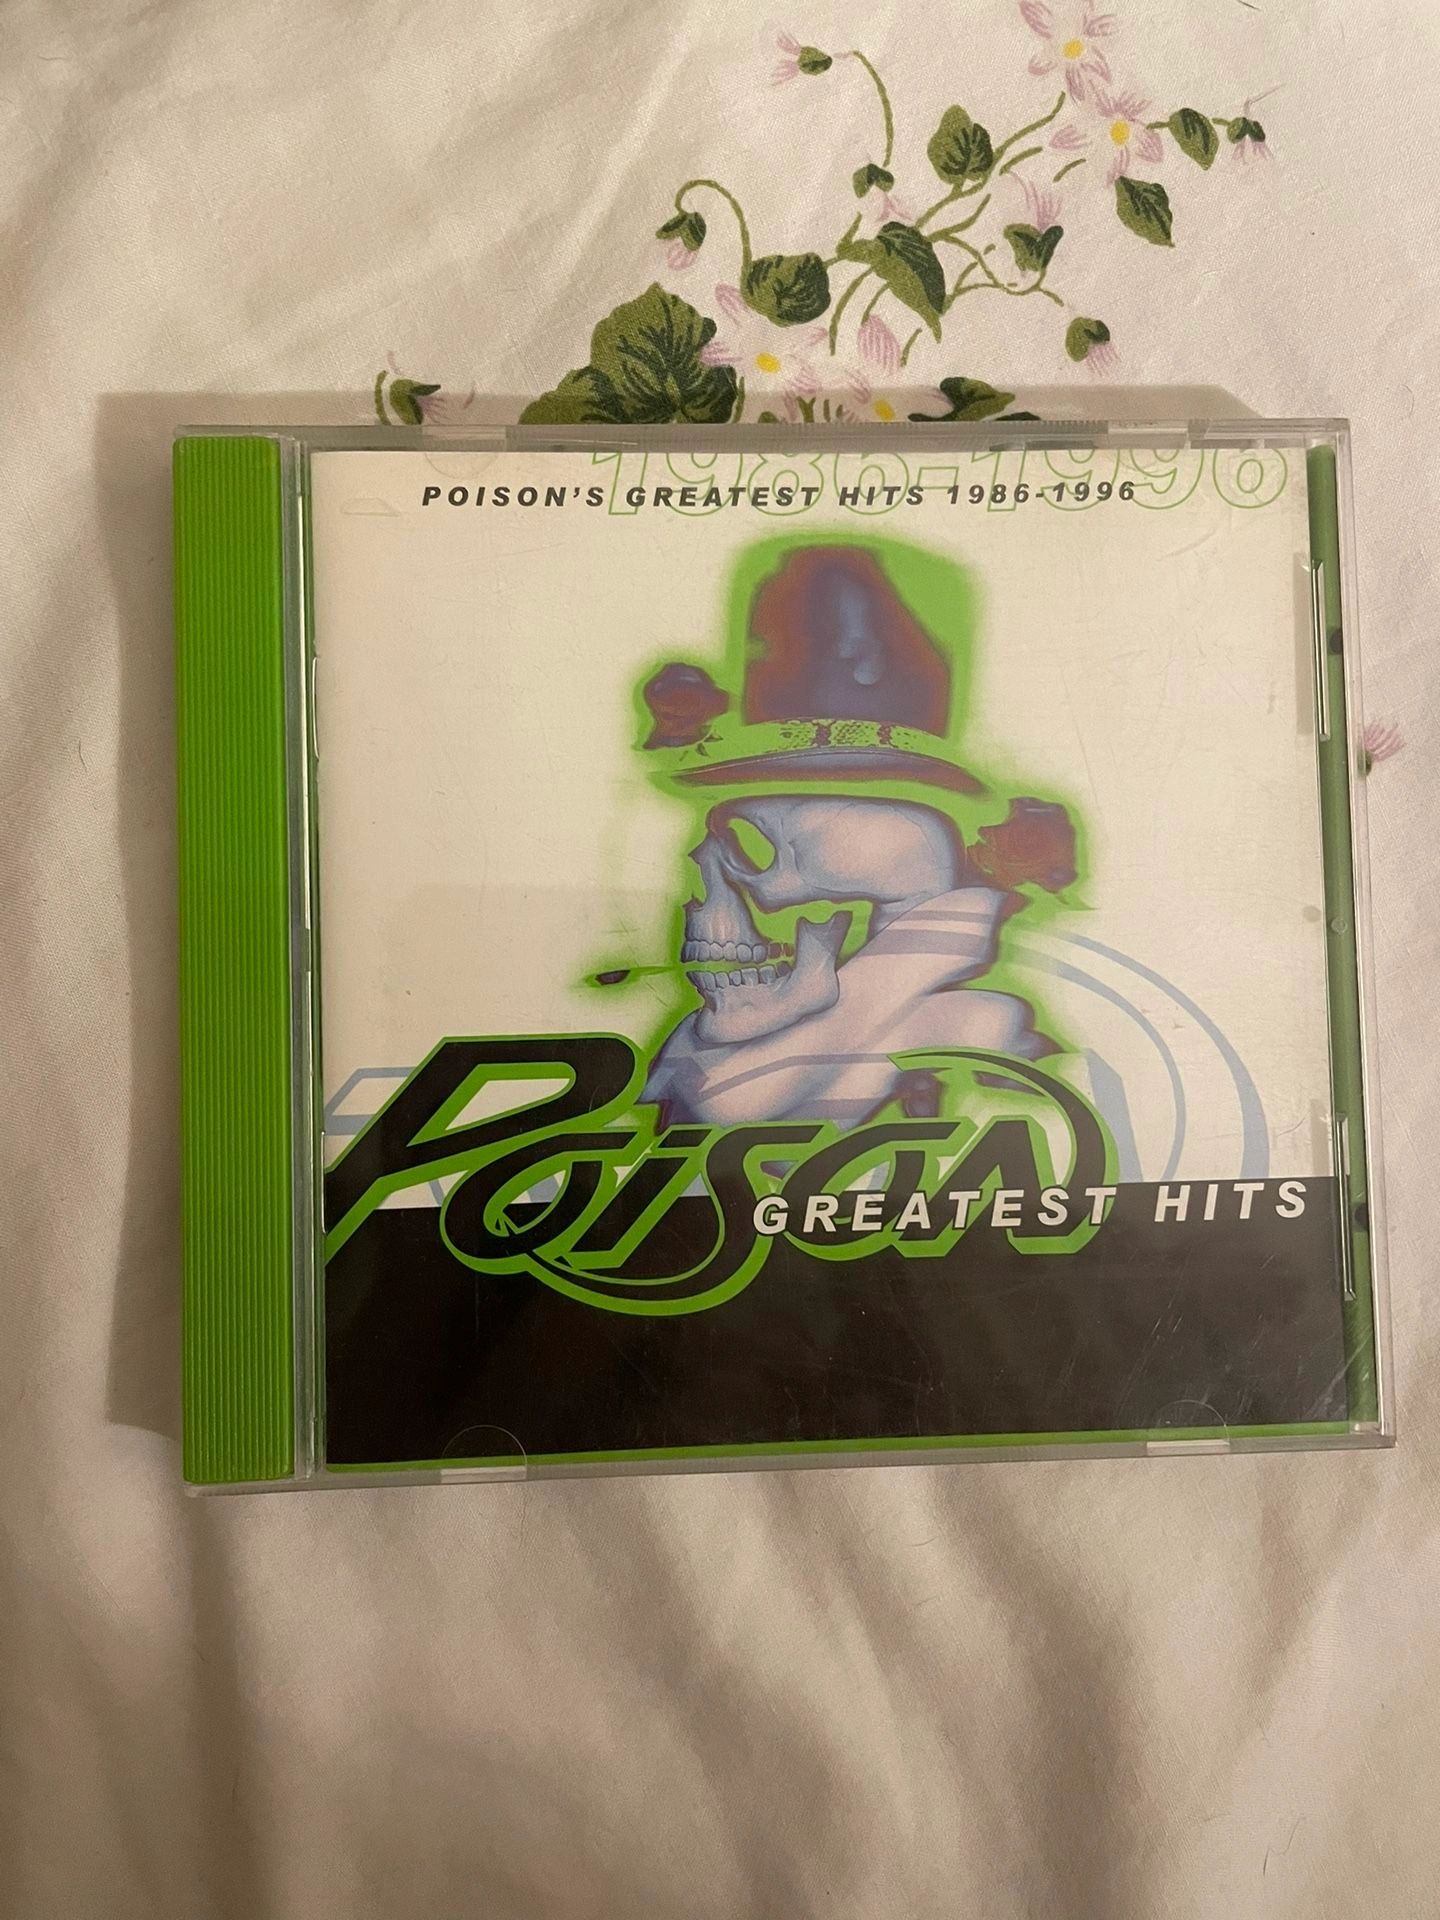 1986-1996
POISON'S GREATEST HITS 1986-1996
Poison
GREATEST HITS